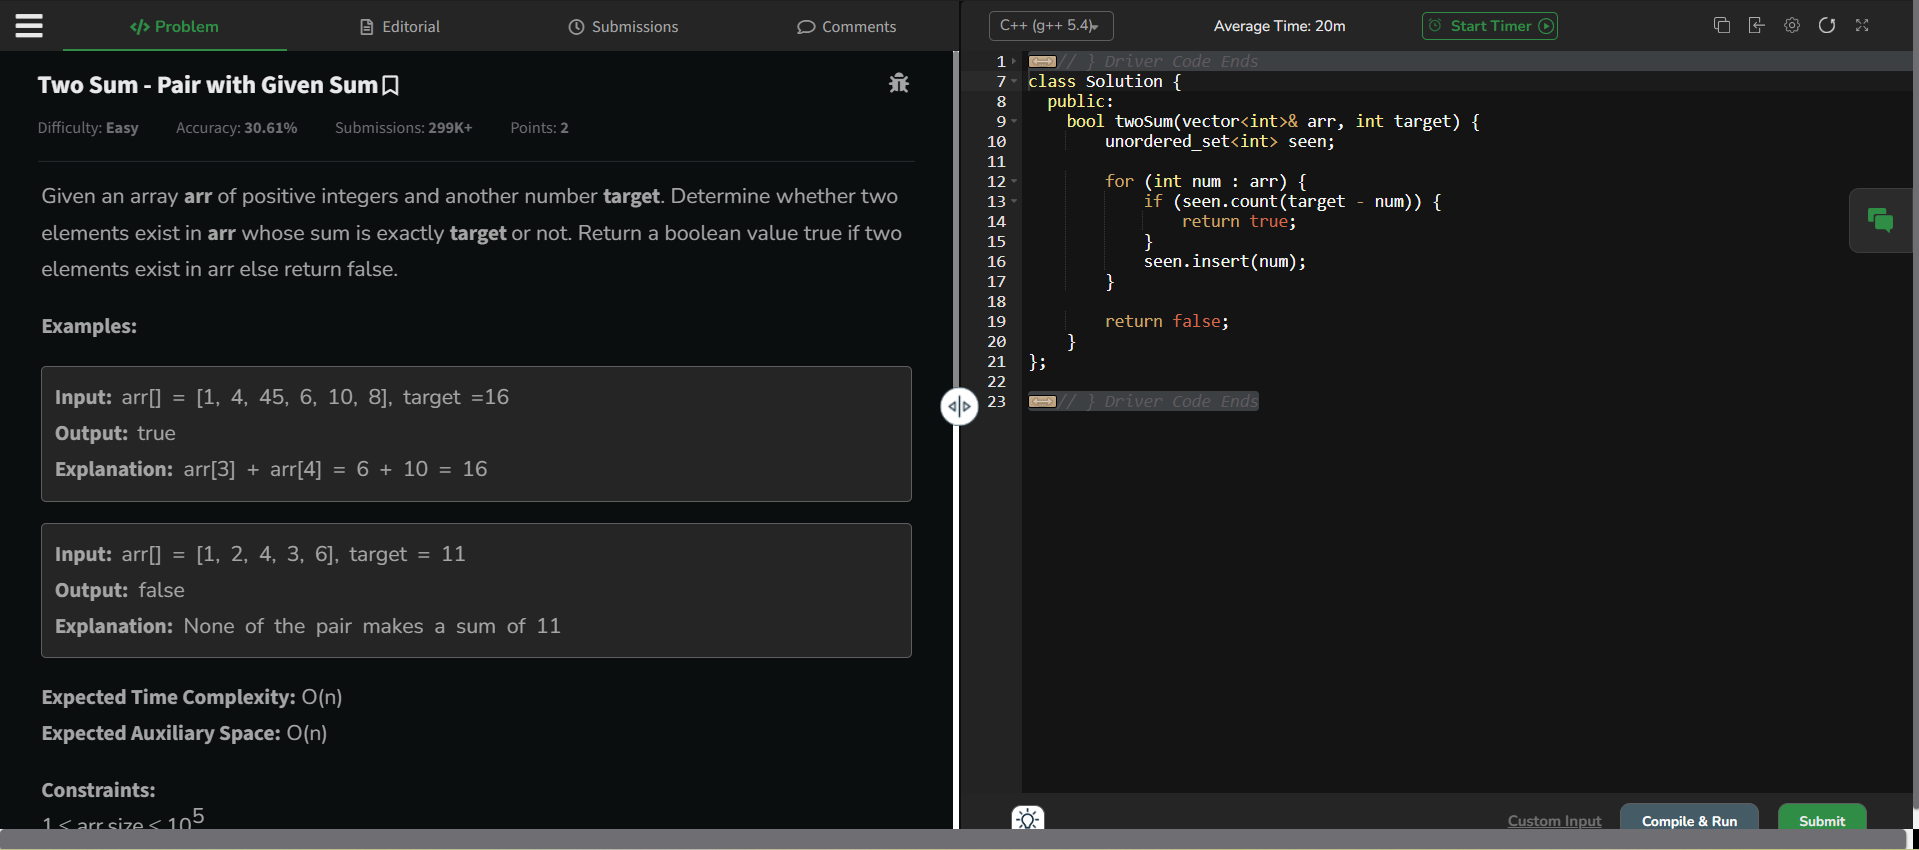 </> Problem
Editorial
Submissions
Comments
Two Sum - Pair with Given Sum
Difficulty: Easy Accuracy: 30.61% Submissions: 299K+ Points: 2
Given an array arr of positive integers and another number target. Determine whether two
elements exist in arr whose sum is exactly target or not. Return a boolean value true if two
elements exist in arr else return false.
Examples:
Input: arr[] = [1, 4, 45, 6, 10, 8], target =16
Output: true
Explanation: arr[3] + arr[4] = 6 + 10 = 16
Input: arr[] = [1, 2, 4, 3, 6], target = 11
Output: false
Explanation: None of the pair makes a sum of 11
Expected Time Complexity: O(n)
Expected Auxiliary Space: O(n)
Constraints:
1 ≤ arr.size ≤ 10^5
C++ (g++ 5.4)
Average Time: 20m
Start Timer
1 // } Driver Code Ends
7 class Solution {
8   public:
9     bool twoSum(vector<int>& arr, int target) {
10         unordered_set<int> seen;
11
12         for (int num : arr) {
13             if (seen.count(target - num)) {
14                 return true;
15             }
16             seen.insert(num);
17         }
18
19         return false;
20     }
21 };
22
23 // } Driver Code Ends
Custom Input
Compile & Run
Submit